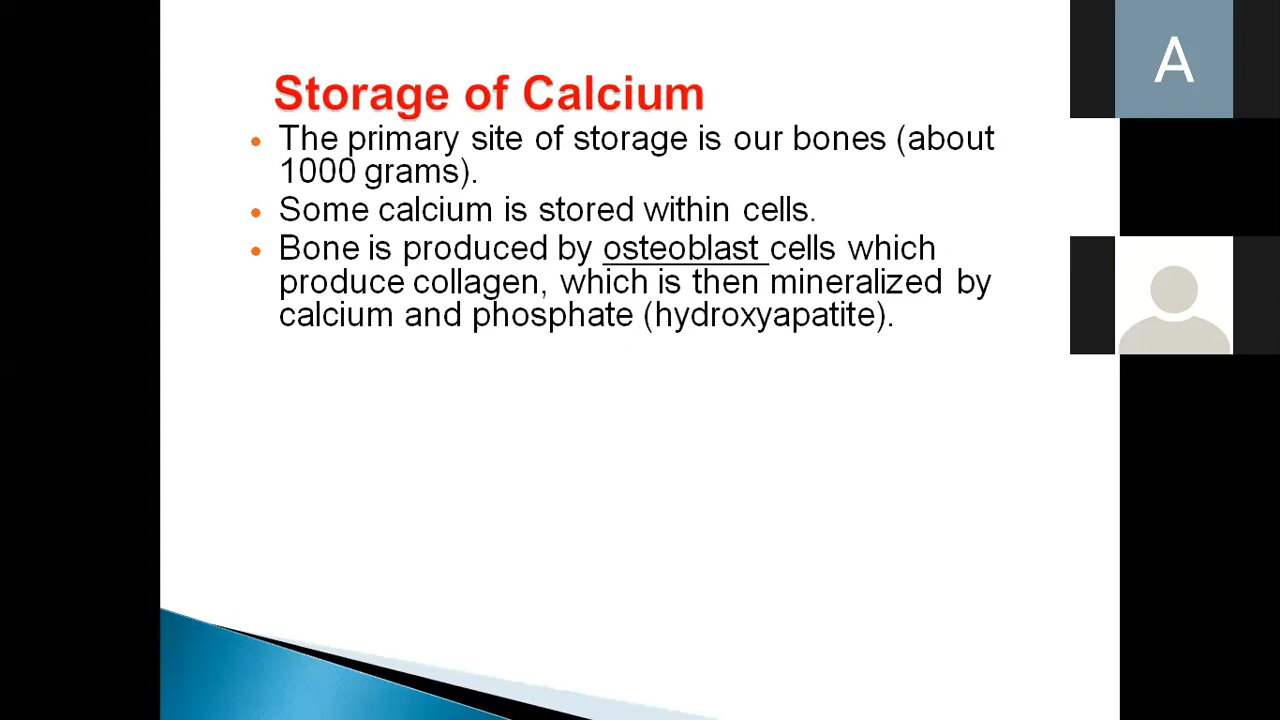 Storage of Calcium
• The primary site of storage is our bones (about
1000 grams).
• Some calcium is stored within cells.
• Bone is produced by osteoblast cells which
produce collagen, which is then mineralized by
calcium and phosphate (hydroxyapatite).
A